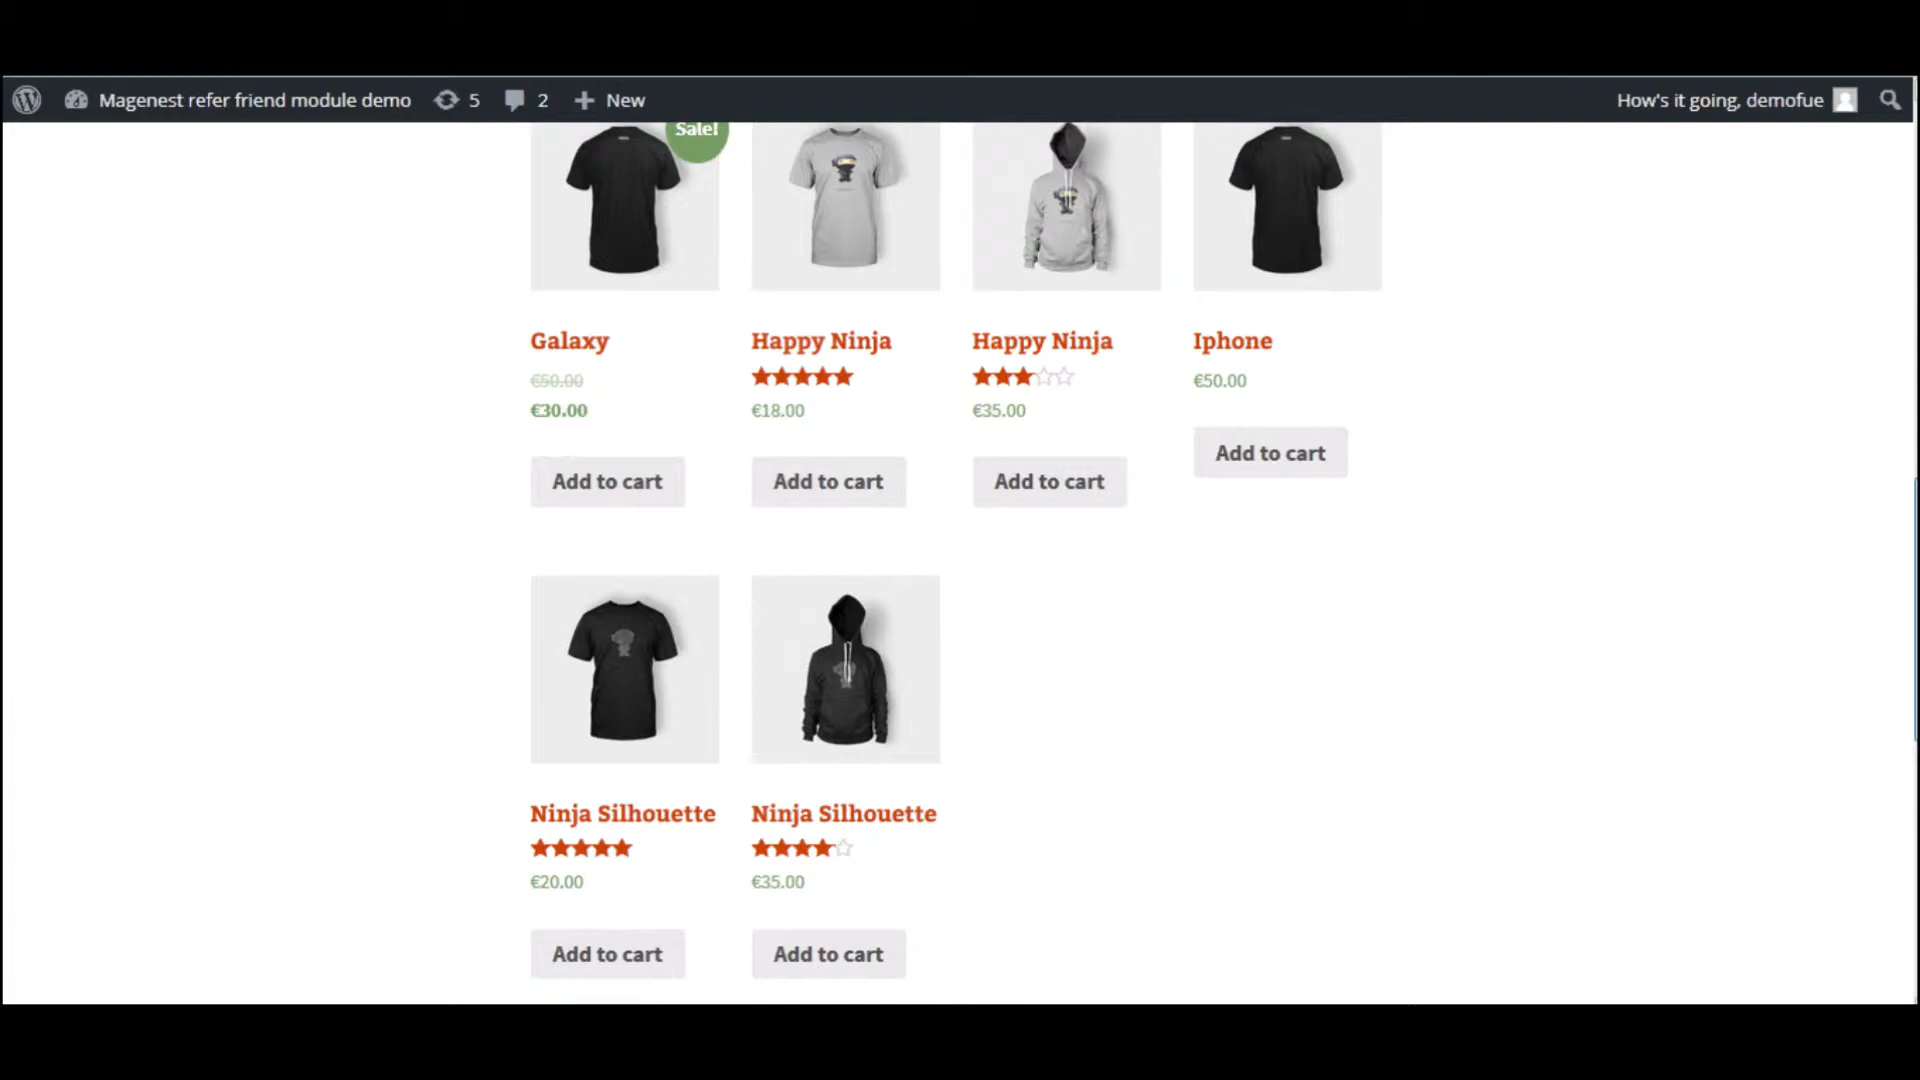 Magenest refer friend module demo 5 2 New How's it going, demofue
Sale!
Galaxy Happy Ninja Happy Ninja Iphone
€50.00 €50.00
€30.00 €18.00 €35.00
Add to cart Add to cart Add to cart Add to cart
Ninja Silhouette Ninja Silhouette
€20.00 €35.00
Add to cart Add to cart